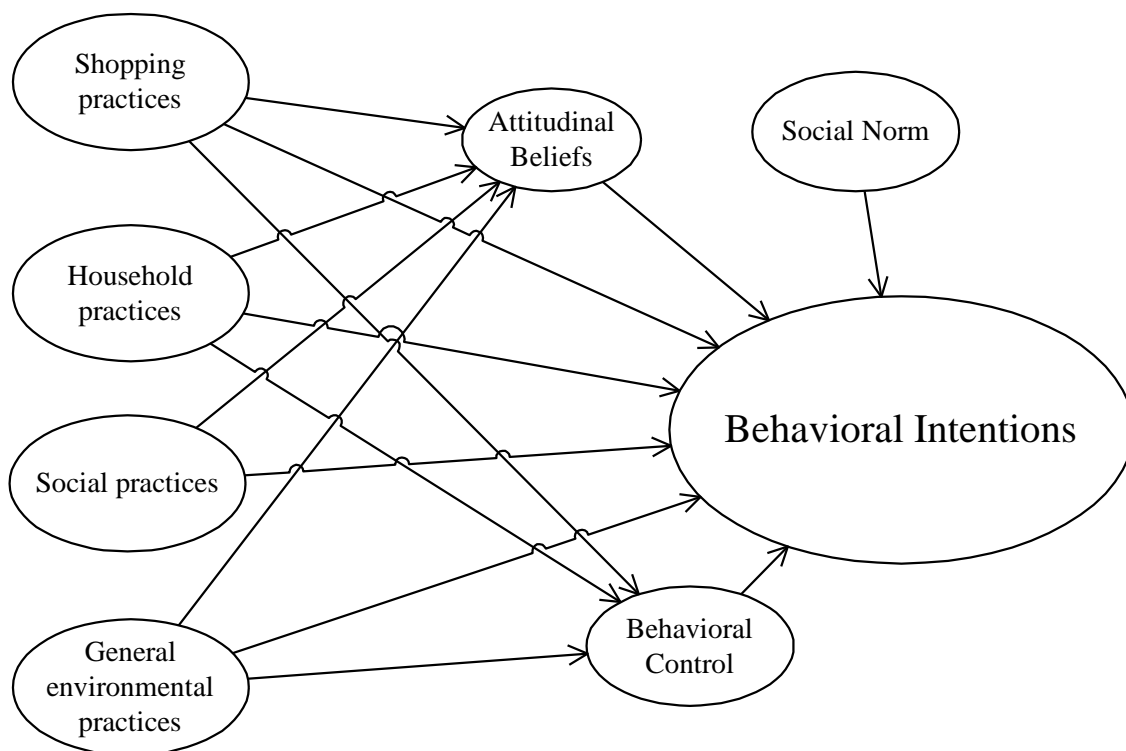 Shopping
practices
Attitudinal
Beliefs
Social Norm
Household
practices
Behavioral Intentions
Social practices
General
environmental
practices
Behavioral
Control